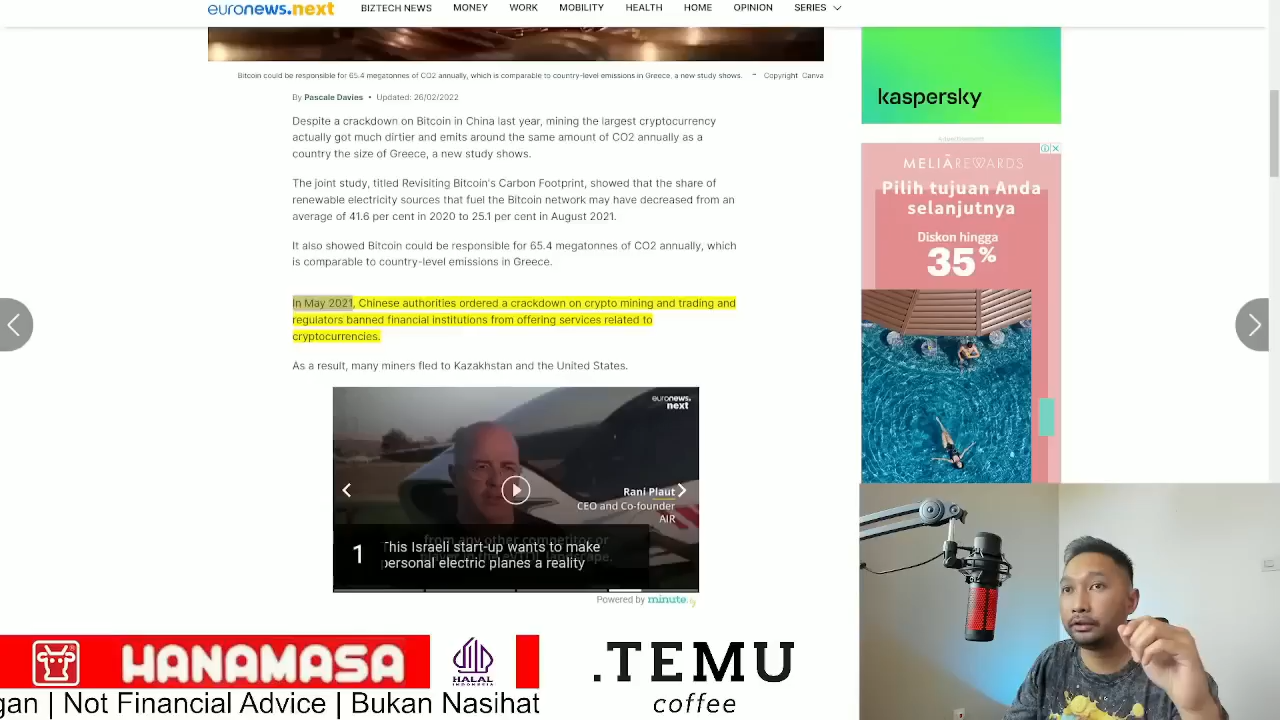 euronews.next
BIZTECH NEWS
MONEY
WORK
MOBILITY
HEALTH
HOME
OPINION
SERIES
Bitcoin could be responsible for 65.4 megatonnes of CO2 annually, which is comparable to country-level emissions in Greece, a new study shows. - Copyright Canva
By Pascale Davies • Updated: 26/02/2022
Despite a crackdown on Bitcoin in China last year, mining the largest cryptocurrency
actually got much dirtier and emits around the same amount of CO2 annually as a
country the size of Greece, a new study shows.
The joint study, titled Revisiting Bitcoin's Carbon Footprint, showed that the share of
renewable electricity sources that fuel the Bitcoin network may have decreased from an
average of 41.6 per cent in 2020 to 25.1 per cent in August 2021.
It also showed Bitcoin could be responsible for 65.4 megatonnes of CO2 annually, which
is comparable to country-level emissions in Greece.
In May 2021, Chinese authorities ordered a crackdown on crypto mining and trading and
regulators banned financial institutions from offering services related to
cryptocurrencies.
As a result, many miners fled to Kazakhstan and the United States.
euronews.
next
Rani Plaut
CEO and Co-founder
AIR
from any other competitor or
1
This Israeli start-up wants to make
personal electric planes a reality
Powered by minute.ly
kaspersky
Advertisement
MELIÃ REWARDS
Pilih tujuan Anda
selanjutnya
Diskon hingga
35%
HANAMASA
HALAL
INDONESIA
.TEMU
coffee
gan | Not Financial Advice | Bukan Nasihat